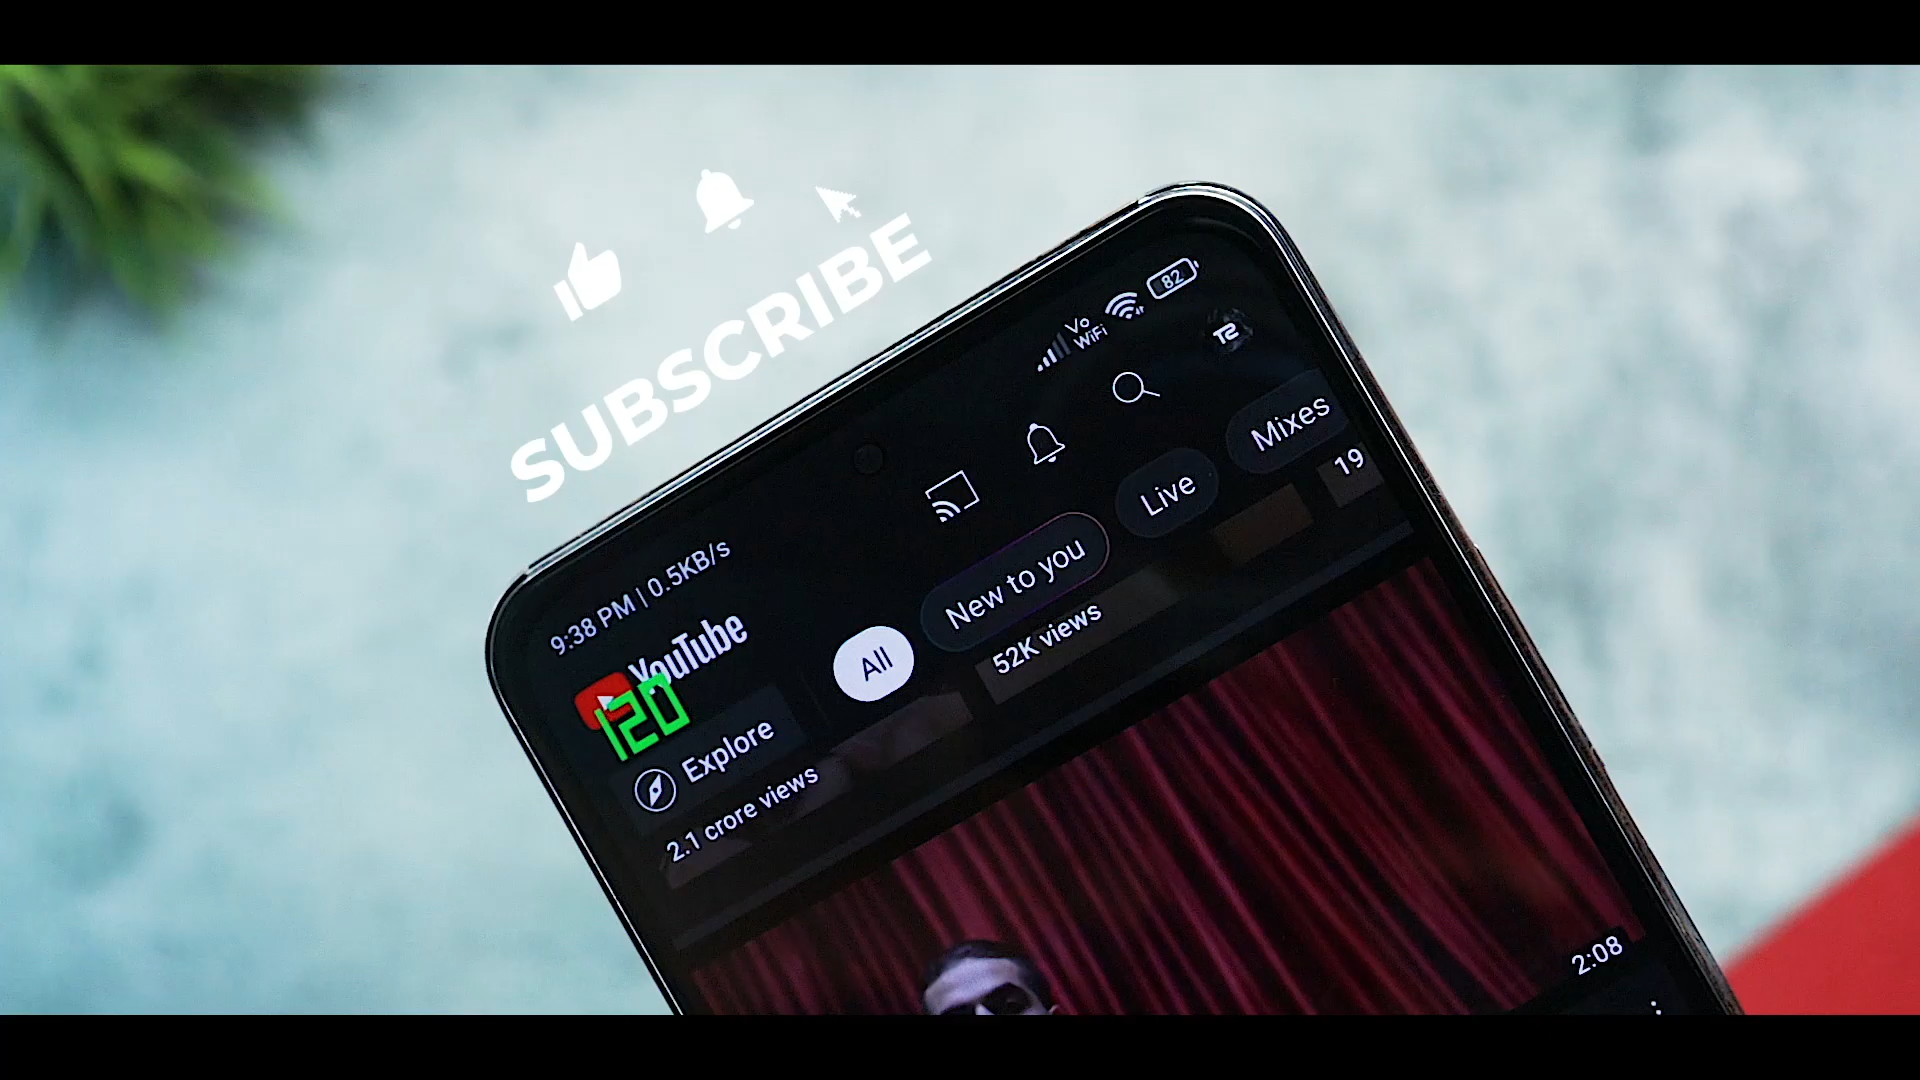 SUBSCRIBE
9:38 PM | 0.5KB/s
Vo
WiFi
82
T2
YouTube
120
Explore
All
New to you
Live
Mixes
2.1 crore views
52K views
19
2:08